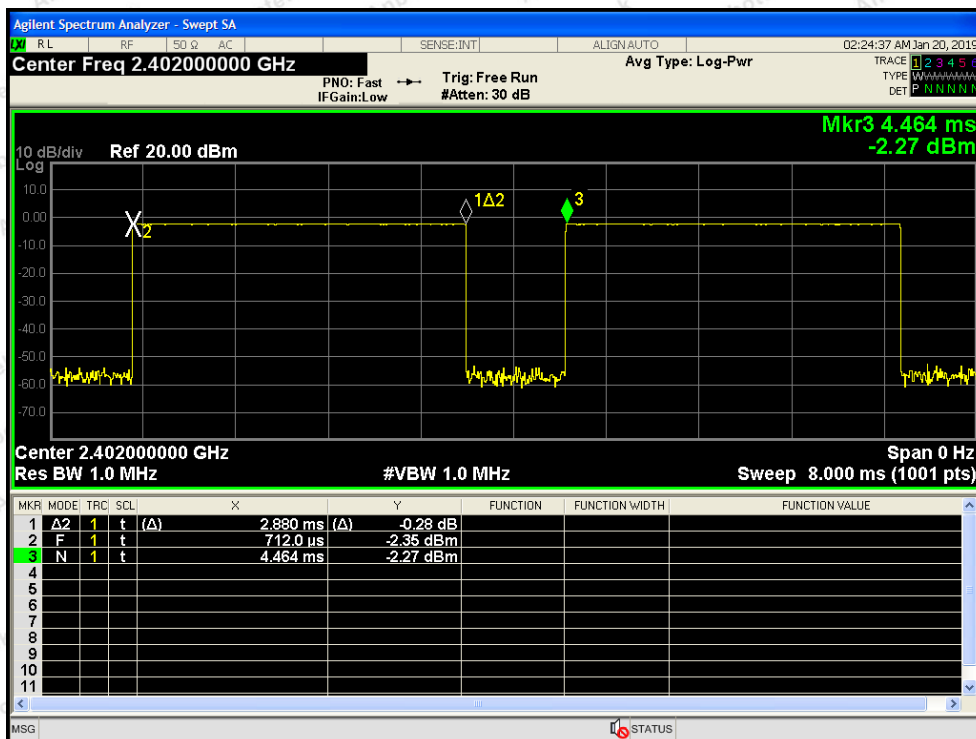 Agilent Spectrum Analyzer - Swept SA
LXI RL RF 50 Ω AC SENSE:INT ALIGN AUTO 02:24:37 AM Jan 20, 2019
Center Freq 2.402000000 GHz Avg Type: Log-Pwr TRACE 1 2 3 4 5 6
PNO: Fast Trig: Free Run TYPE
IFGain:Low #Atten: 30 dB DET P N N N N N
Mkr3 4.464 ms
-2.27 dBm
10 dB/div Ref 20.00 dBm
Log
10.0
1Δ2 3
0.00
2
-10.0
-20.0
-30.0
-40.0
-50.0
-60.0
-70.0
Center 2.402000000 GHz Span 0 Hz
Res BW 1.0 MHz #VBW 1.0 MHz Sweep 8.000 ms (1001 pts)
MKR MODE TRC SCL X Y FUNCTION FUNCTION WIDTH FUNCTION VALUE
1 Δ2 1 t (Δ) 2.880 ms (Δ) -0.28 dB
2 F 1 t 712.0 µs -2.35 dBm
3 N 1 t 4.464 ms -2.27 dBm
4
5
6
7
8
9
10
11
MSG STATUS